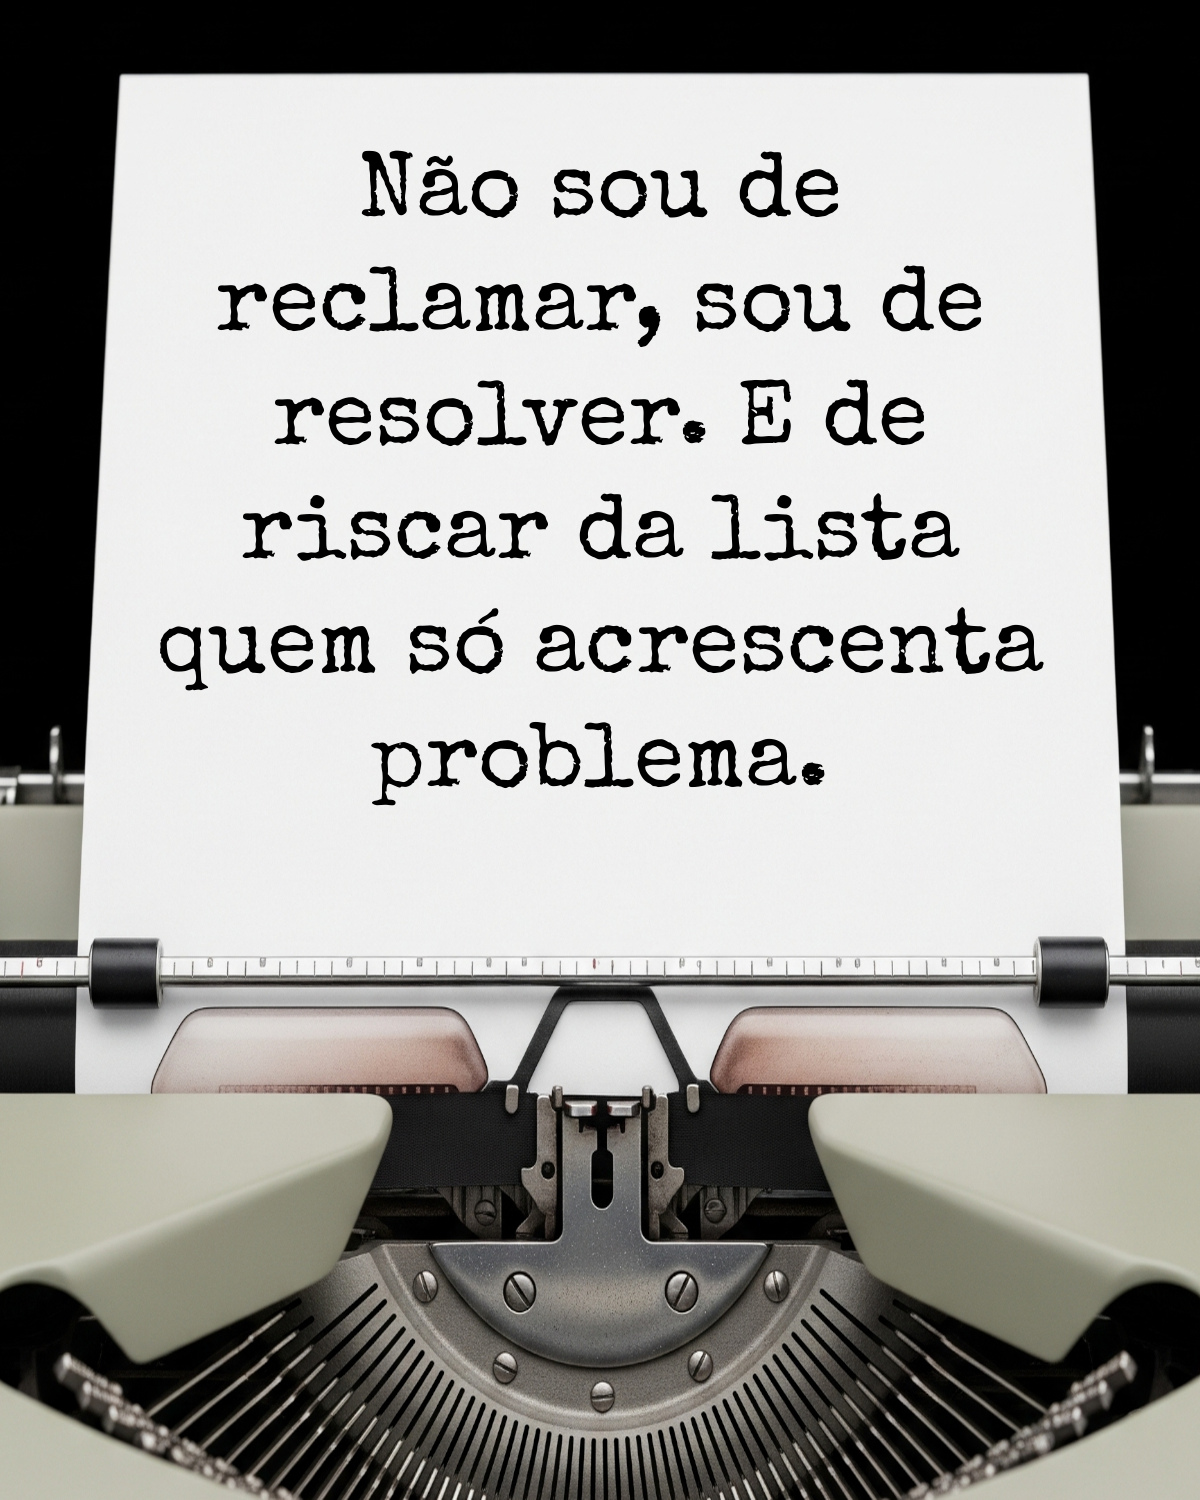 Não sou de
reclamar, sou de
resolver. E de
riscar da lista
quem só acrescenta
problema.